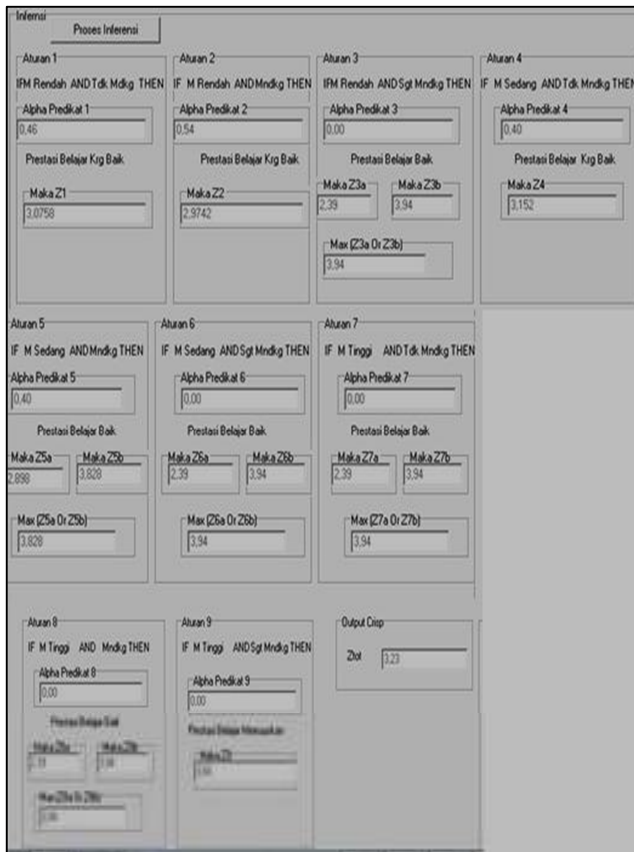 Infernsi
Proses Inferensi
Aturan 1
IFM Rendah AND Tdk Mdkg THEN
Alpha Predikat 1
0,46
Prestasi Belajar Krg Baik
Maka Z1
3,0758
Aturan 2
IF M Rendah ANDMndkg THEN
Alpha Predikat 2
0,54
Prestasi Belajar Krg Baik
Maka Z2
2,9742
Aturan 3
IFM Rendah AND Sgt Mndkg THEN
Alpha Predikat 3
0,00
Prestasi Belajar Baik
Maka Z3a
2,39
Maka Z3b
3,94
Max (Z3a Or Z3b)
3,94
Aturan 4
IF M Sedang AND Tdk Mndkg THEN
Alpha Predikat 4
0,40
Prestasi Belajar Krg Baik
Maka Z4
3,152
Aturan 5
IF M Sedang ANDMndkg THEN
Alpha Predikat 5
0,40
Prestasi Belajar Baik
Maka Z5a
2,898
Maka Z5b
3,828
Max (Z5a Or Z5b)
3,828
Aturan 6
IF M Sedang AND Sgt Mndkg THEN
Alpha Predikat 6
0,00
Prestasi Belajar Baik
Maka Z6a
2,39
Maka Z6b
3,94
Max (Z6a Or Z6b)
3,94
Aturan 7
IF M Tinggi AND Tdk Mndkg THEN
Alpha Predikat 7
0,00
Prestasi Belajar Baik
Maka Z7a
2,39
Maka Z7b
3,94
Max (Z7a Or Z7b)
3,94
Aturan 8
IF M Tinggi AND Mndkg THEN
Alpha Predikat 8
0,00
Prestasi Belajar
Aturan 9
IF M Tinggi AND Sgt Mndkg THEN
Alpha Predikat 9
0,00
Prestasi Belajar
Output Crisp
Ztot
3,23